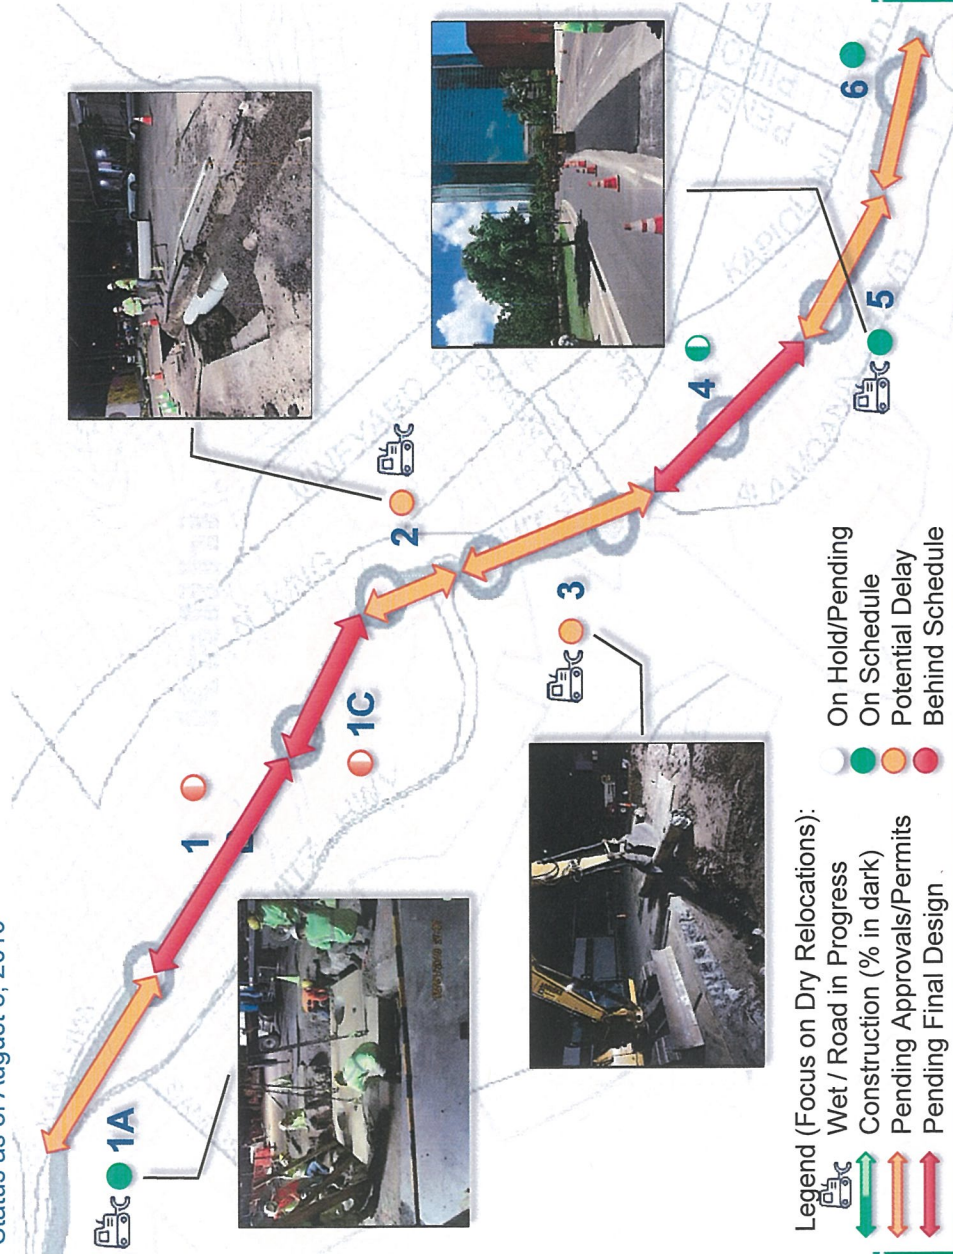 Status as of August
1A
1
1C
2
3
4
5
6
N KING
KAPIOLANI
Legend (Focus on Dry Relocations):
Wet / Road in Progress
Construction (% in dark)
Pending Approvals/Permits
Pending Final Design
On Hold/Pending
On Schedule
Potential Delay
Behind Schedule